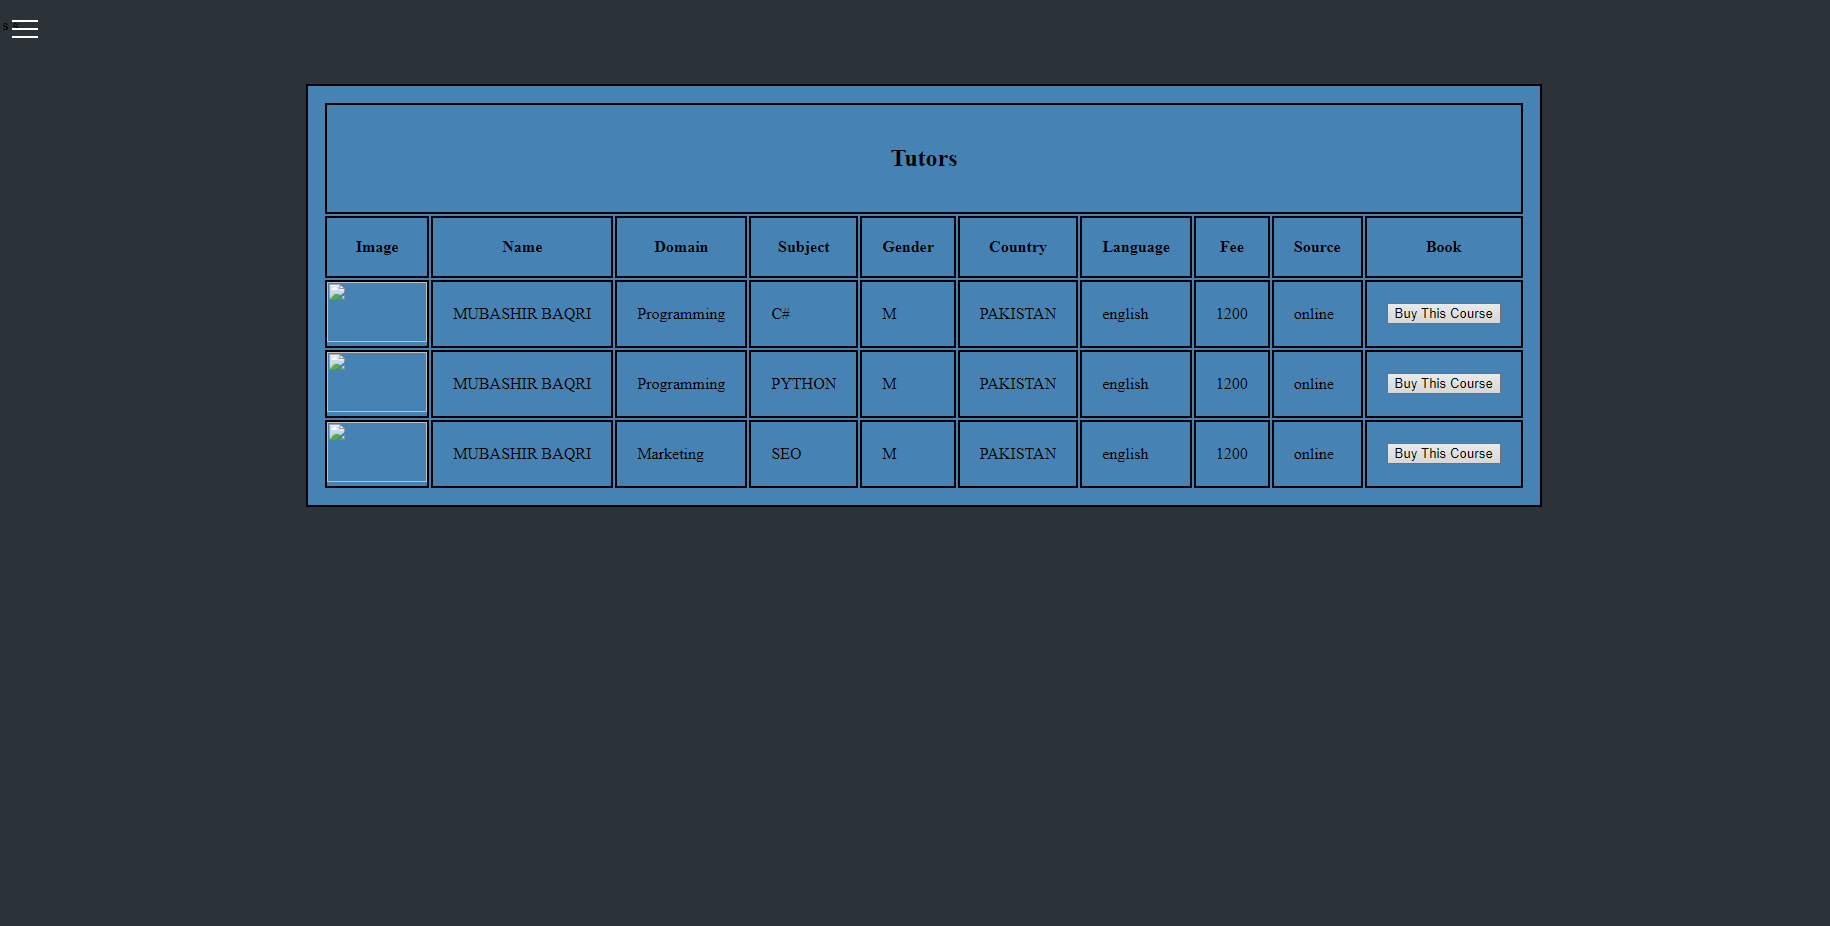 s s
Tutors
Image Name Domain Subject Gender Country Language Fee Source Book
MUBASHIR BAQRI Programming C# M PAKISTAN english 1200 online Buy This Course
MUBASHIR BAQRI Programming PYTHON M PAKISTAN english 1200 online Buy This Course
MUBASHIR BAQRI Marketing SEO M PAKISTAN english 1200 online Buy This Course